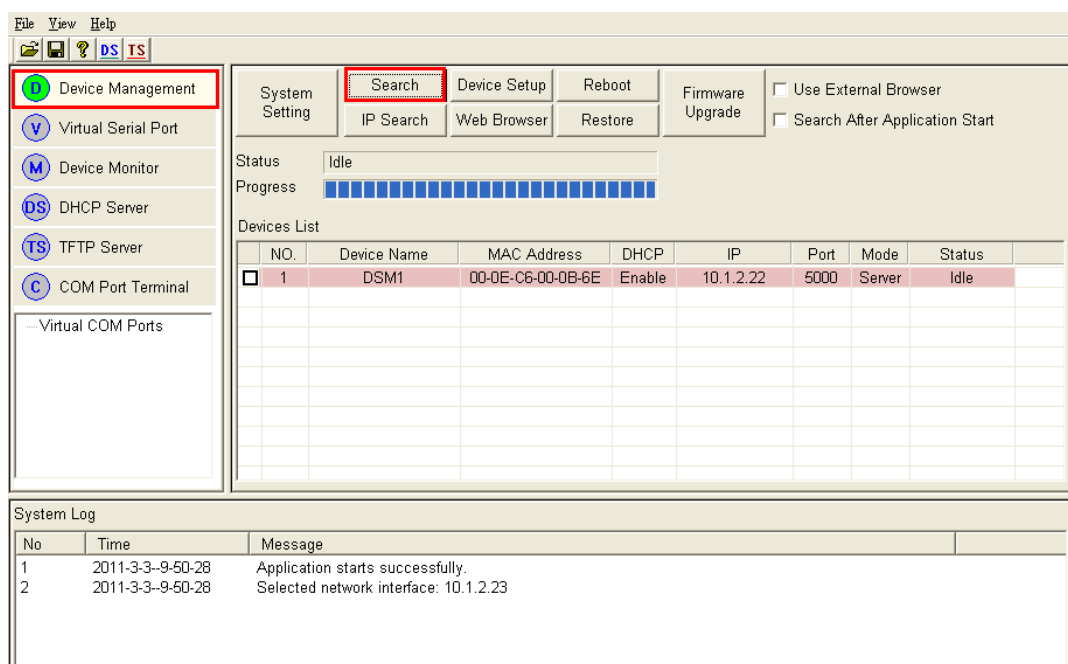 File View Help
DS TS
D Device Management
V Virtual Serial Port
M Device Monitor
DS DHCP Server
TS TFTP Server
C COM Port Terminal
Virtual COM Ports
System Setting
Search Device Setup Reboot
IP Search Web Browser Restore
Firmware Upgrade
Use External Browser
Search After Application Start
Status Idle
Progress
Devices List
NO. Device Name MAC Address DHCP IP Port Mode Status
1 DSM1 00-0E-C6-00-0B-6E Enable 10.1.2.22 5000 Server Idle
System Log
No Time Message
1 2011-3-3--9-50-28 Application starts successfully.
2 2011-3-3--9-50-28 Selected network interface: 10.1.2.23